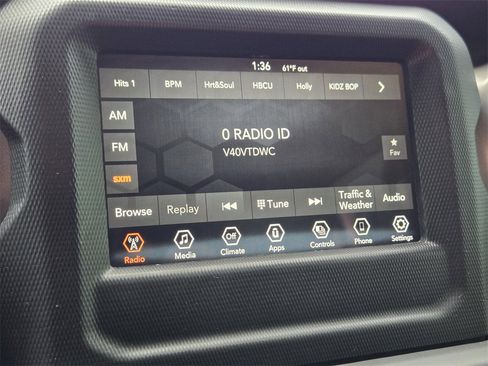 1:36 61°F out
Hits 1 BPM Hrt&Soul HBCU Holly KIDZ BOP
AM
0 RADIO ID
FM
V40VTDWC
Fav
sxm
Browse Replay Tune Traffic & Weather Audio
Off
Radio Media Climate Apps Controls Phone Settings